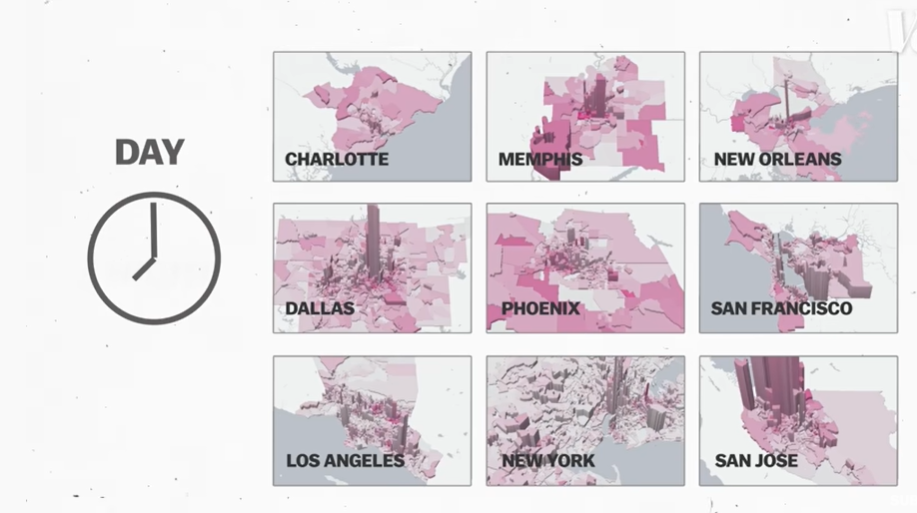 DAY
CHARLOTTE
MEMPHIS
NEW ORLEANS
DALLAS
PHOENIX
SAN FRANCISCO
LOS ANGELES
NEW YORK
SAN JOSE